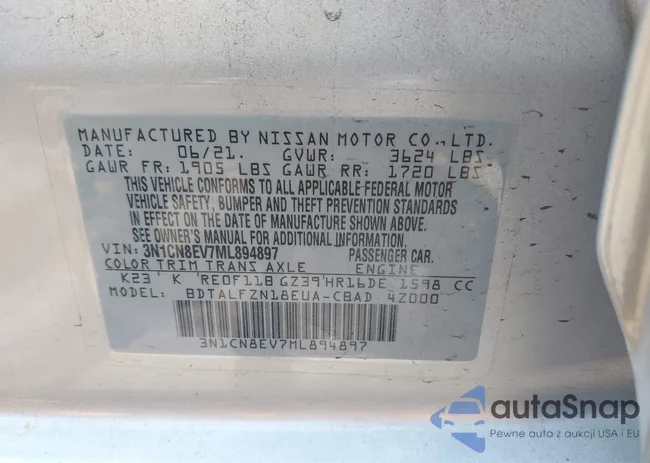 MANUFACTURED BY NISSAN MOTOR CO.,LTD.
DATE: 06/21. GVWR: 3624 LBS
GAWR FR: 1905 LBS GAWR RR: 1720 LBS
THIS VEHICLE CONFORMS TO ALL APPLICABLE FEDERAL MOTOR
VEHICLE SAFETY, BUMPER AND THEFT PREVENTION STANDARDS
IN EFFECT ON THE DATE OF MANUFACTURE SHOWN ABOVE.
SEE OWNER'S MANUAL FOR ADDITIONAL INFORMATION.
VIN: 3N1CN8EV7ML894897 PASSENGER CAR.
COLOR TRIM TRANS AXLE ENGINE
K23 K RE0F11B GZ39 HR16DE 1598 CC
MODEL: BDTALFZN18EUA-CBAD 4Z000
3N1CN8EV7ML894897
autaSnap
Pewne auta z aukcji USA i EU